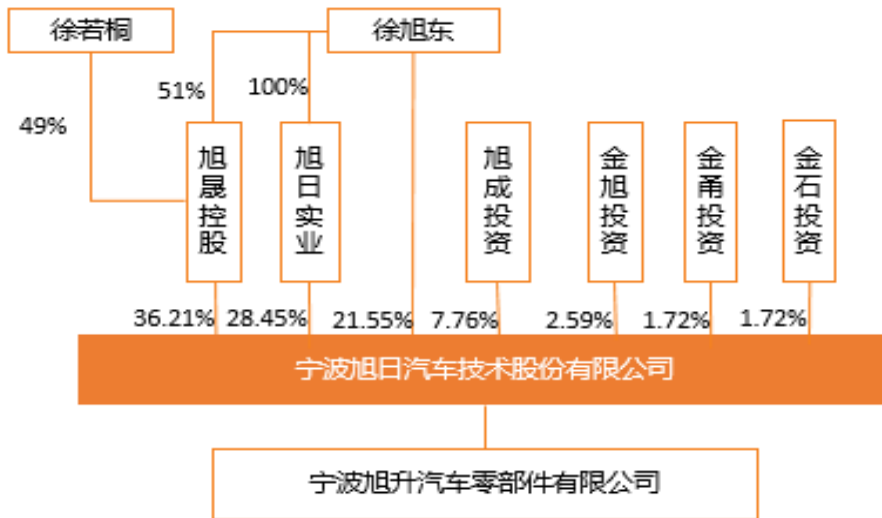 徐若桐
徐旭东
51%
100%
49%
旭晟控股
旭日实业
旭成投资
金旭投资
金甬投资
金石投资
36.21%
28.45%
21.55%
7.76%
2.59%
1.72%
1.72%
宁波旭日汽车技术股份有限公司
宁波旭升汽车零部件有限公司